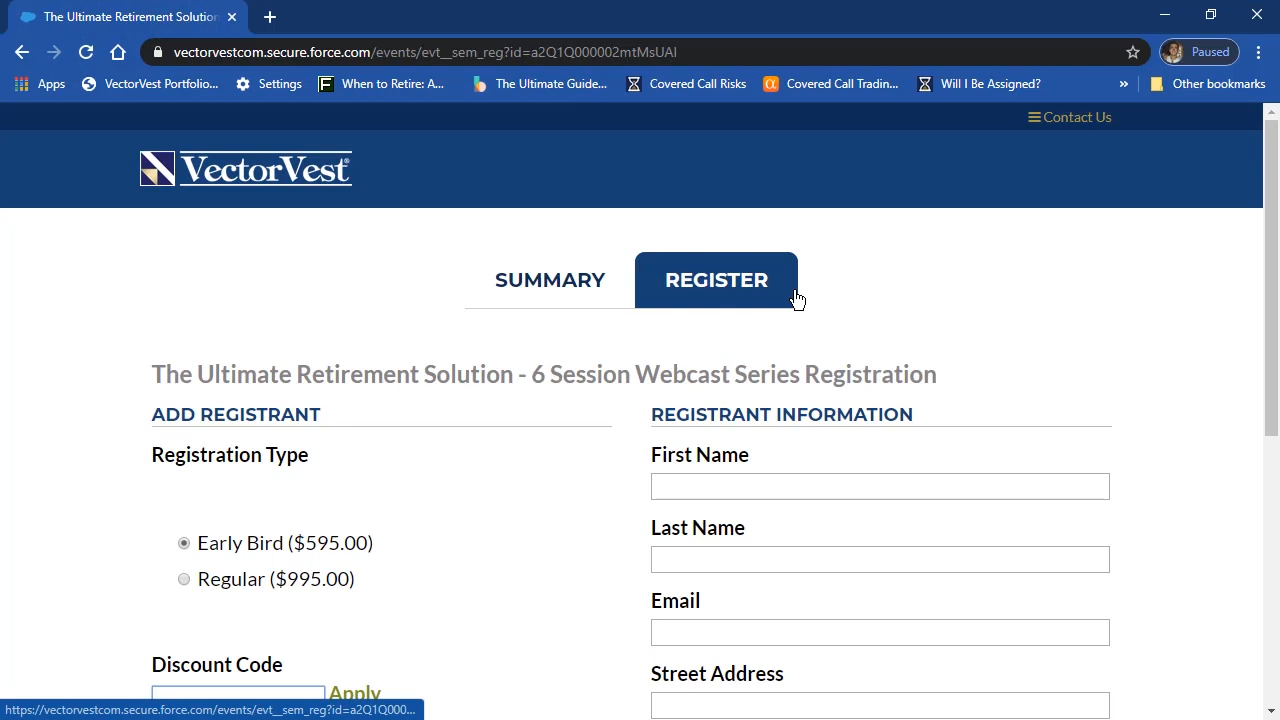 The Ultimate Retirement Solution
vectorvestcom.secure.force.com/events/evt__sem_reg?id=a2Q1Q000002mtMsUAI
Paused
Apps
VectorVest Portfolio...
Settings
When to Retire: A...
The Ultimate Guide...
Covered Call Risks
Covered Call Tradin...
Will I Be Assigned?
»
Other bookmarks
Contact Us
VectorVest®
SUMMARY
REGISTER
The Ultimate Retirement Solution - 6 Session Webcast Series Registration
ADD REGISTRANT
REGISTRANT INFORMATION
Registration Type
First Name
Early Bird ($595.00)
Last Name
Regular ($995.00)
Email
Discount Code
Street Address
Apply
https://vectorvestcom.secure.force.com/events/evt__sem_reg?id=a2Q1Q000...